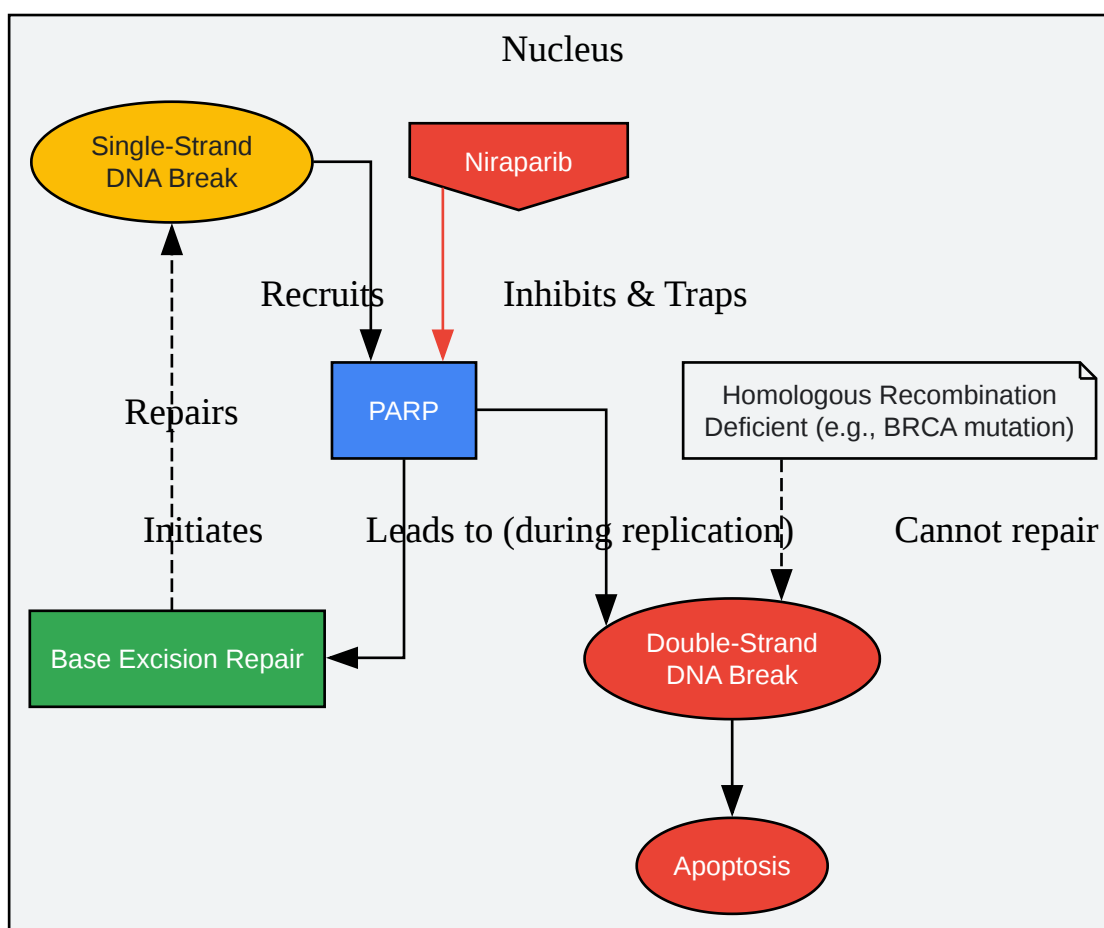 Nucleus
Single-Strand
DNA Break
Niraparib
Recruits
Inhibits & Traps
PARP
Homologous Recombination
Deficient (e.g., BRCA mutation)
Repairs
Initiates
Leads to (during replication)
Cannot repair
Base Excision Repair
Double-Strand
DNA Break
Apoptosis